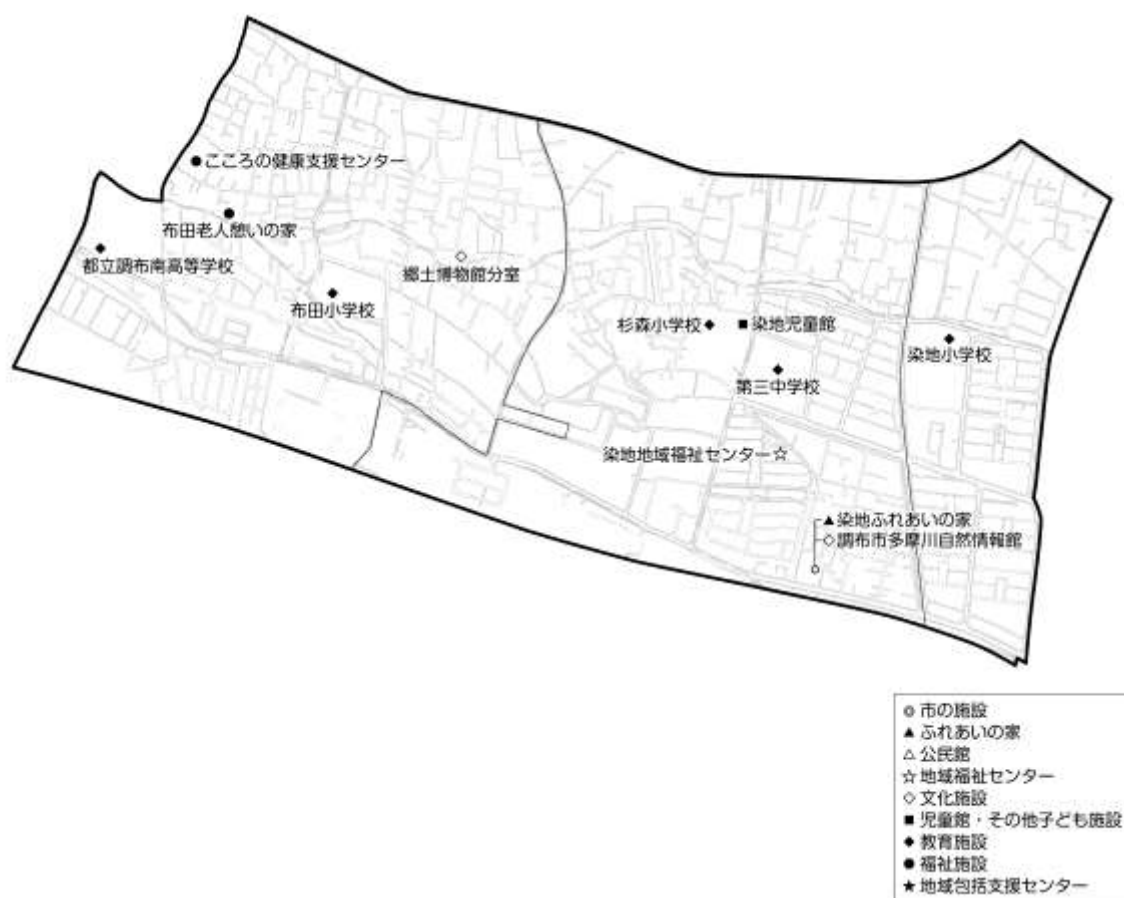 ●こころの健康支援センター
布田老人憩いの家
都立調布南高等学校
郷土博物館分室
布田小学校
杉森小学校◆
■染地児童館
染地小学校
第三中学校
染地地域福祉センター☆
▲染地ふれあいの家
◇調布市多摩川自然情報館
◎市の施設
▲ふれあいの家
△公民館
☆地域福祉センター
◇文化施設
■児童館・その他子ども施設
◆教育施設
●福祉施設
★地域包括支援センター